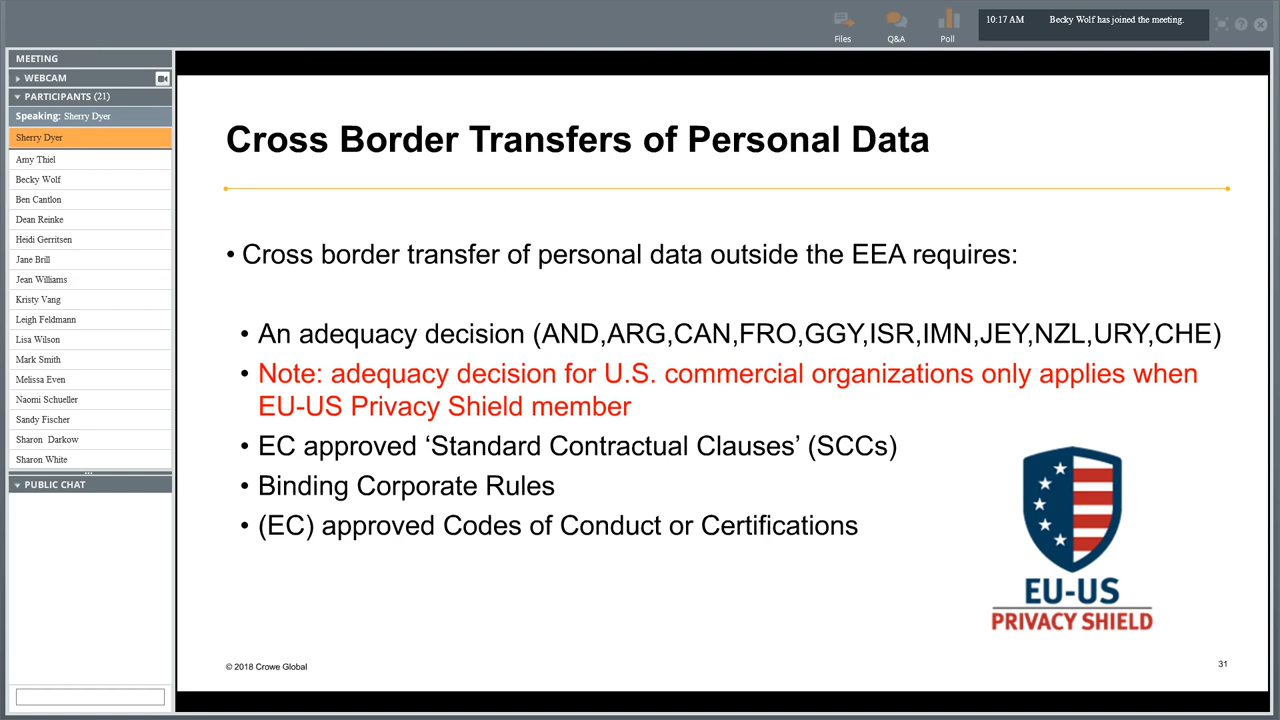 Files
Q&A
Poll
10:17 AM Becky Wolf has joined the meeting.
MEETING
WEBCAM
PARTICIPANTS (21)
Speaking: Sherry Dyer
Sherry Dyer
Amy Thiel
Becky Wolf
Ben Cantlon
Dean Reinke
Heidi Gerritsen
Jane Brill
Jean Williams
Kristy Vang
Leigh Feldmann
Lisa Wilson
Mark Smith
Melissa Even
Naomi Schueller
Sandy Fischer
Sharon Darkow
Sharon White
PUBLIC CHAT
Cross Border Transfers of Personal Data
• Cross border transfer of personal data outside the EEA requires:
• An adequacy decision (AND,ARG,CAN,FRO,GGY,ISR,IMN,JEY,NZL,URY,CHE)
• Note: adequacy decision for U.S. commercial organizations only applies when
EU-US Privacy Shield member
• EC approved ‘Standard Contractual Clauses’ (SCCs)
• Binding Corporate Rules
• (EC) approved Codes of Conduct or Certifications
EU-US
PRIVACY SHIELD
© 2018 Crowe Global
31